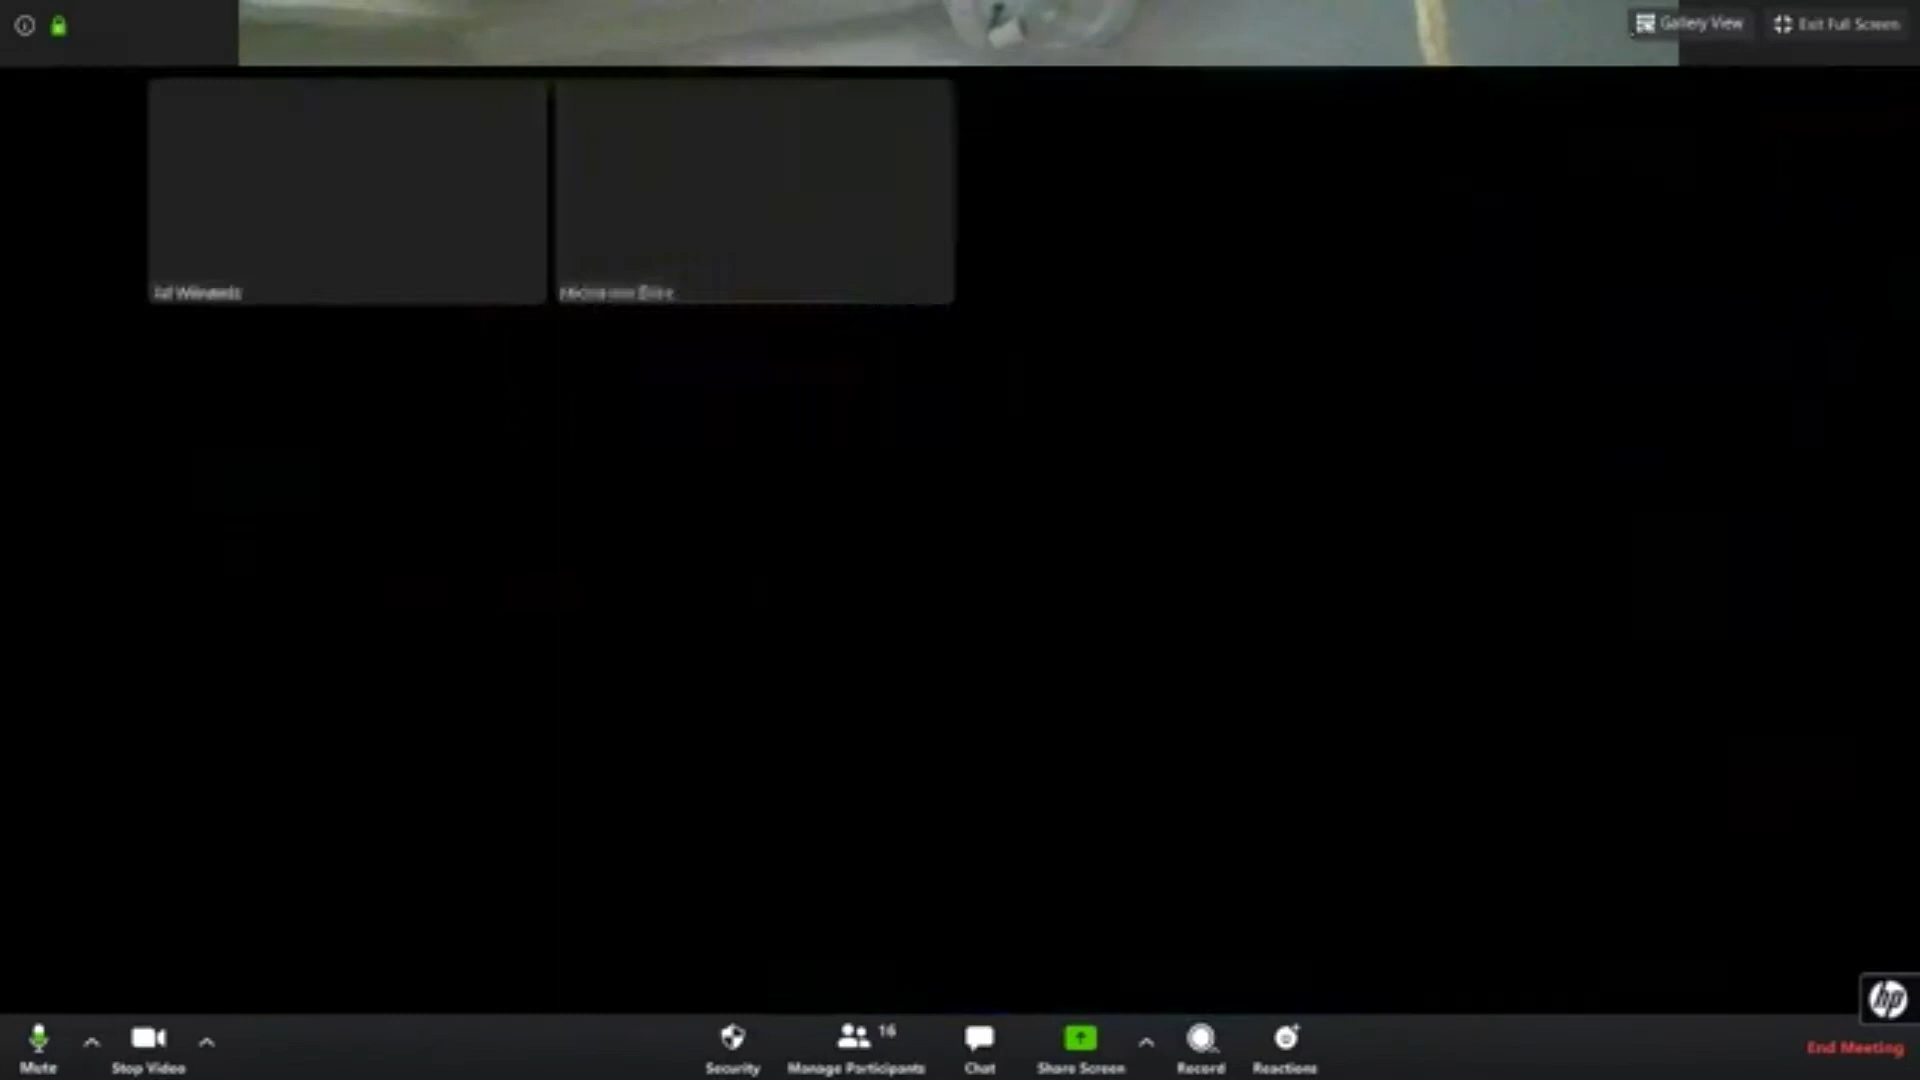 Gallery View
Exit Full Screen
hp
16
Mute
Stop Video
Security
Manage Participants
Chat
Share Screen
Record
Reactions
End Meeting